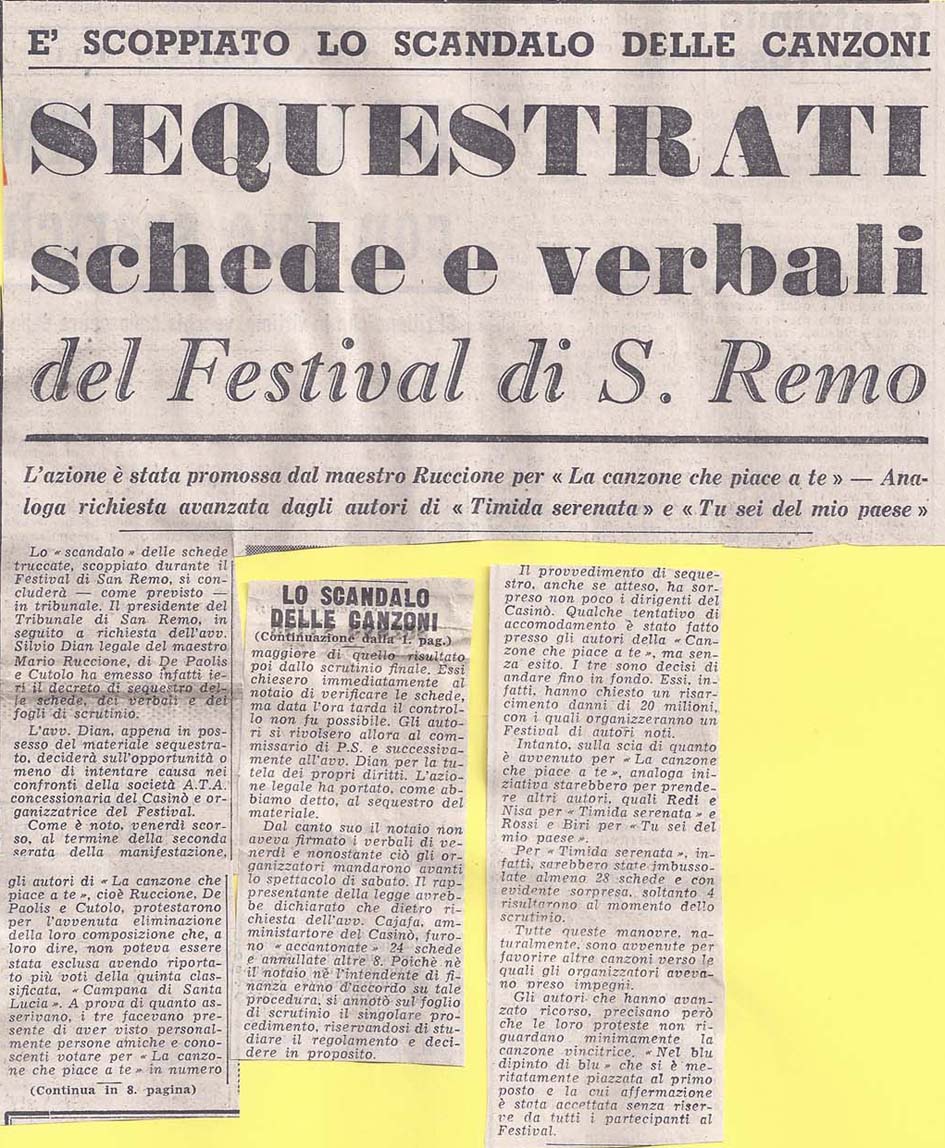 E' SCOPPIATO LO SCANDALO DELLE CANZONI
SEQUESTRATI
schede e verbali
del Festival di S. Remo
L'azione è stata promossa dal maestro Ruccione per « La canzone che piace a te » — Ana-
loga richiesta avanzata dagli autori di « Timida serenata » e « Tu sei del mio paese »
Lo « scandalo » delle schede
truccate, scoppiato durante il
Festival di San Remo, si con-
cluderà — come previsto —
in tribunale. Il presidente del
Tribunale di San Remo, in
seguito a richiesta dell'avv.
Silvio Dian legale del maestro
Mario Ruccione, di De Paolis
e Cutolo ha emesso infatti ie-
ri il decreto di sequestro del-
le schede, dei verbali e dei
fogli di scrutinio.
L'avv. Dian, appena in pos-
sesso del materiale sequestra-
to, deciderà sull'opportunità o
meno di intentare causa nei
confronti della società A.T.A.
concessionaria del Casinò e or-
ganizzatrice del Festival.
Come è noto, venerdì scor-
so, al termine della seconda
serata della manifestazione,
gli autori di « La canzone che
piace a te », cioè Ruccione, De
Paolis e Cutolo, protestarono
per l'avvenuta eliminazione
della loro composizione che, a
loro dire, non poteva essere
stata esclusa avendo riporta-
to più voti della quinta clas-
sificata, « Campana di Santa
Lucia ». A prova di quanto as-
serivano, i tre facevano pre-
sente di aver visto personal-
mente persone amiche e cono-
scenti votare per « La canzo-
ne che piace a te » in numero
(Continua in 8. pagina)
LO SCANDALO
DELLE CANZONI
(Continuazione dalla 1. pag.)
maggiore di quello risultato
poi dallo scrutinio finale. Essi
chiesero immediatamente al
notaio di verificare le schede,
ma data l'ora tarda il control-
lo non fu possibile. Gli auto-
ri si rivolsero allora al com-
missario di P.S. e successiva-
mente all'avv. Dian per la tu-
tela dei propri diritti. L'azio-
ne legale ha portato, come ab-
biamo detto, al sequestro del
materiale.
Dal canto suo il notaio non
aveva firmato i verbali di ve-
nerdì e nonostante ciò gli or-
ganizzatori mandarono avanti
lo spettacolo di sabato. Il rap-
presentante della legge avreb-
be dichiarato che dietro ri-
chiesta dell'avv. Cajafa, am-
ministartore del Casinò, furo-
no « accantonate » 24 schede
e annullate altre 8. Poichè nè
il notaio nè l'intendente di fi-
nanza erano d'accordo su tale
procedura, si annotò sul foglio
di scrutinio il singolare pro-
cedimento, riservandosi di stu-
diare il regolamento e deci-
dere in proposito.
Il provvedimento di seque-
stro, anche se atteso, ha sor-
preso non poco i dirigenti del
Casinò. Qualche tentativo di
accomodamento è stato fatto
presso gli autori della « Can-
zone che piace a te », ma sen-
za esito. I tre sono decisi di
andare fino in fondo. Essi, in-
fatti, hanno chiesto un risar-
cimento danni di 20 milioni,
con i quali organizzeranno un
Festival di autori noti.
Intanto, sulla scia di quanto
è avvenuto per « La canzone
che piace a te », analoga ini-
ziativa starebbero per prende-
re altri autori, quali Redi e
Nisa per « Timida serenata » e
Rossi e Biri per « Tu sei del
mio paese ».
Per « Timida serenata », in-
fatti, sarebbero state imbusso-
late almeno 28 schede e con
evidente sorpresa, soltanto 4
risultarono al momento dello
scrutinio.
Tutte queste manovre, na-
turalmente, sono avvenute per
favorire altre canzoni verso le
quali gli organizzatori aveva-
no preso impegni.
Gli autori che hanno avan-
zato ricorso, precisano però
che le loro proteste non ri-
guardano minimamente la
canzone vincitrice, « Nel blu
dipinto di blu » che si è me-
ritatamente piazzata al primo
posto e la cui affermazione
è stata accettata senza riser-
ve da tutti i partecipanti al
Festival.